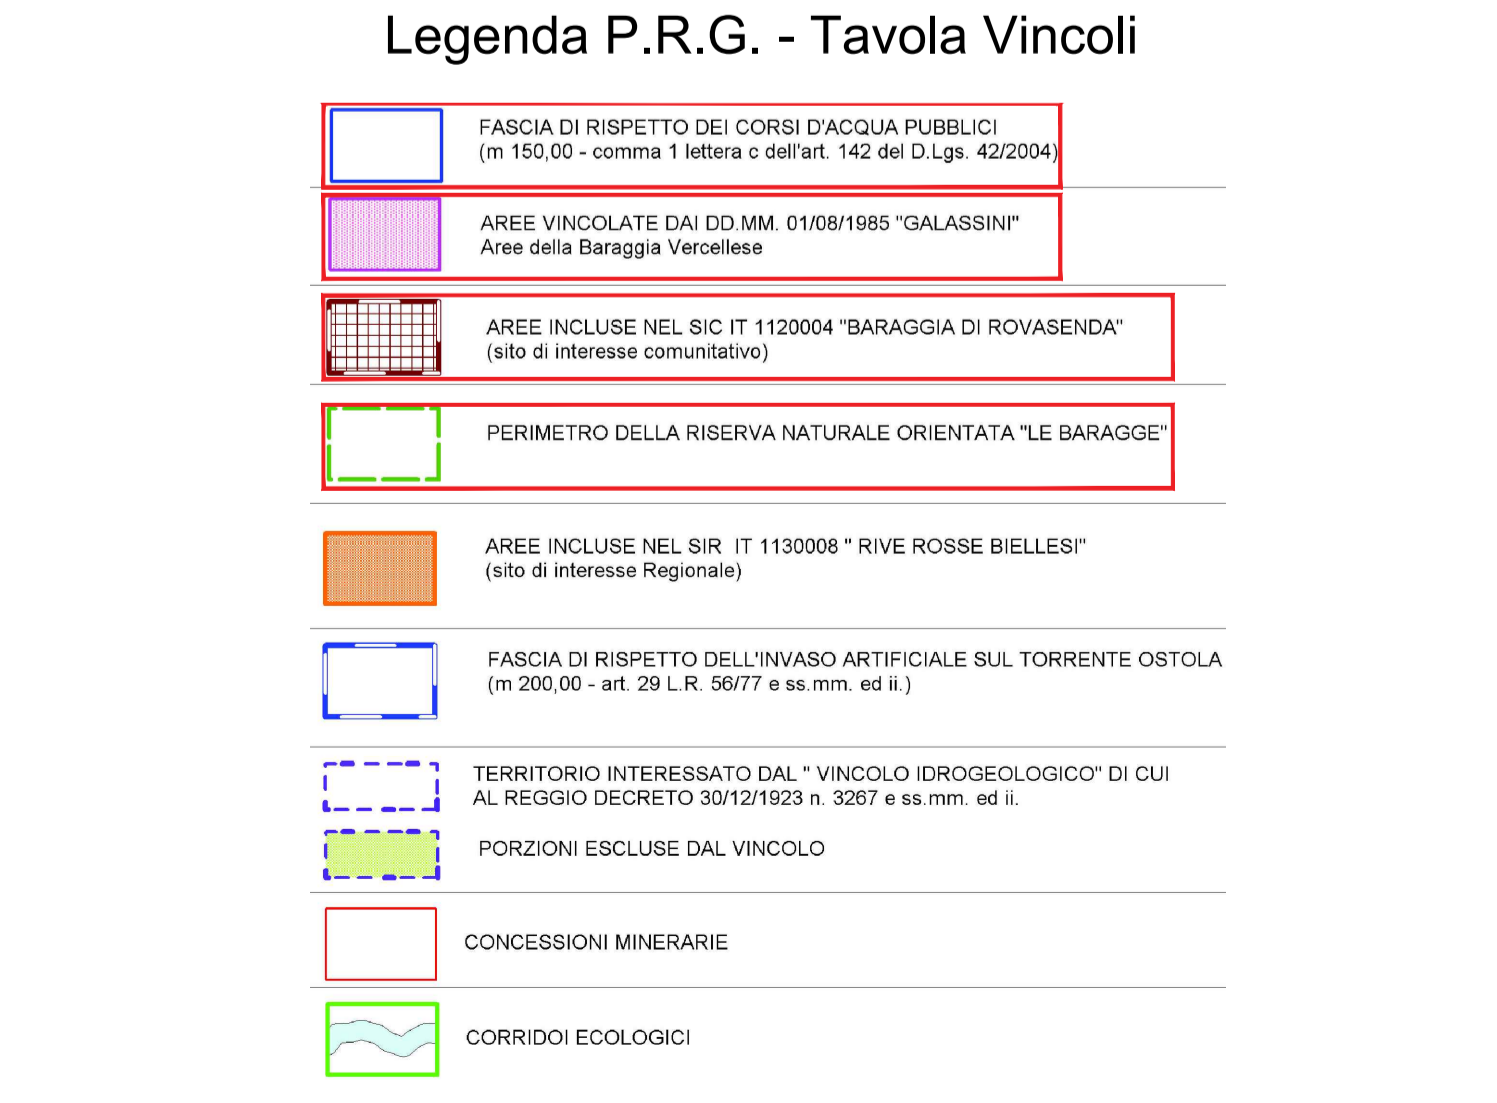 Legenda P.R.G. - Tavola Vincoli
FASCIA DI RISPETTO DEI CORSI D'ACQUA PUBBLICI
(m 150,00 - comma 1 lettera c dell'art. 142 del D.Lgs. 42/2004)
AREE VINCOLATE DAI DD.MM. 01/08/1985 "GALASSINI"
Aree della Baraggia Vercellese
AREE INCLUSE NEL SIC IT 1120004 "BARAGGIA DI ROVASENDA"
(sito di interesse comunitativo)
PERIMETRO DELLA RISERVA NATURALE ORIENTATA "LE BARAGGE"
AREE INCLUSE NEL SIR  IT 1130008 " RIVE ROSSE BIELLESI"
(sito di interesse Regionale)
FASCIA DI RISPETTO DELL'INVASO ARTIFICIALE SUL TORRENTE OSTOLA
(m 200,00 - art. 29 L.R. 56/77 e ss.mm. ed ii.)
TERRITORIO INTERESSATO DAL " VINCOLO IDROGEOLOGICO" DI CUI
AL REGGIO DECRETO 30/12/1923 n. 3267 e ss.mm. ed ii.
PORZIONI ESCLUSE DAL VINCOLO
CONCESSIONI MINERARIE
CORRIDOI ECOLOGICI